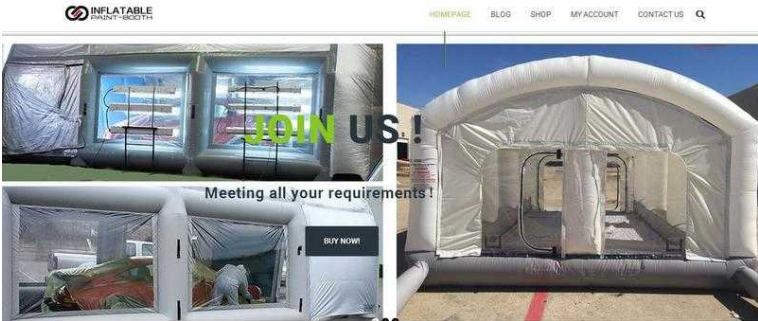 INFLATABLE
PAINT-BOOTH
HOMEPAGE BLOG SHOP MY ACCOUNT CONTACT US
JOIN US !
Meeting all your requirements !
BUY NOW!